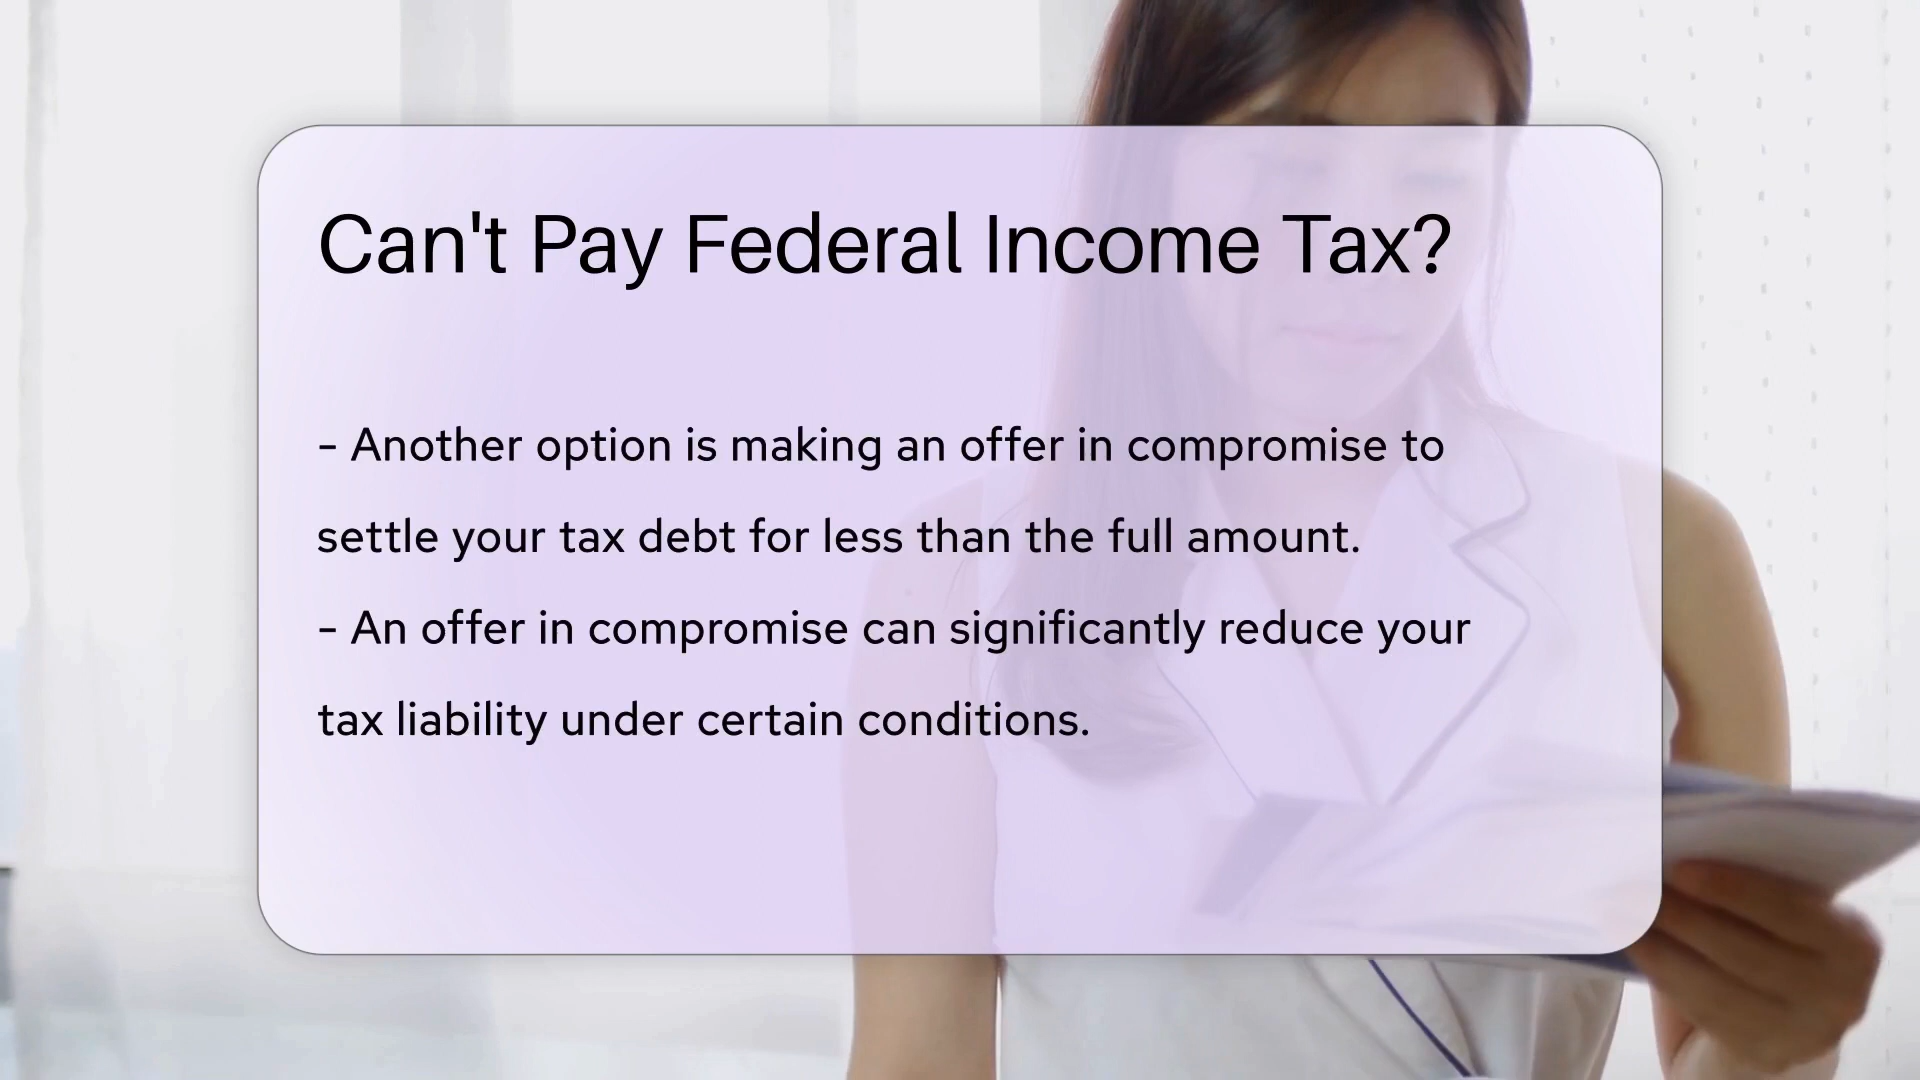 Can't Pay Federal Income Tax?
- Another option is making an offer in compromise to
settle your tax debt for less than the full amount.
- An offer in compromise can significantly reduce your
tax liability under certain conditions.